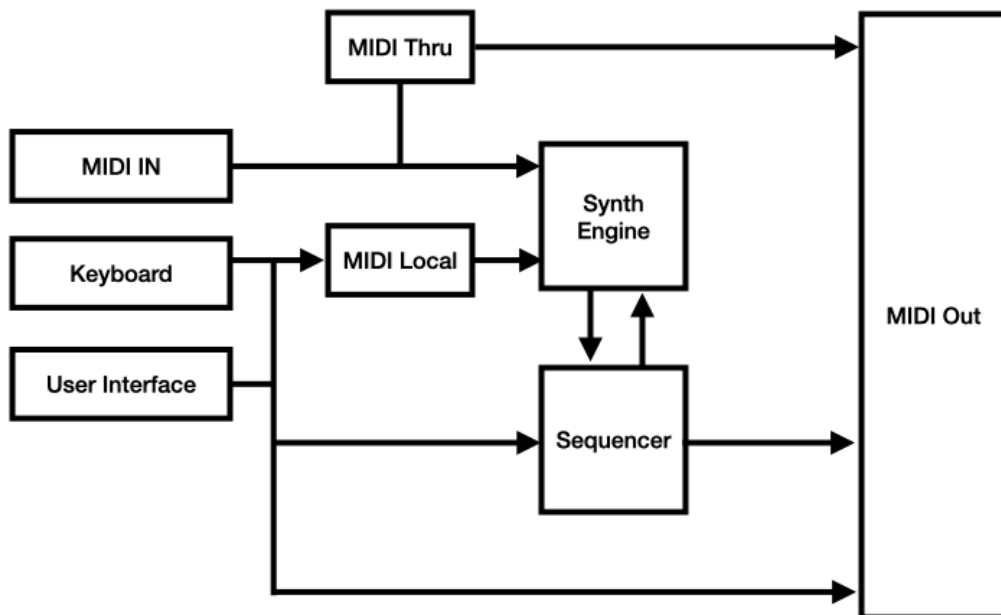 MIDI Thru
MIDI IN
Synth
Engine
Keyboard
MIDI Local
MIDI Out
User Interface
Sequencer